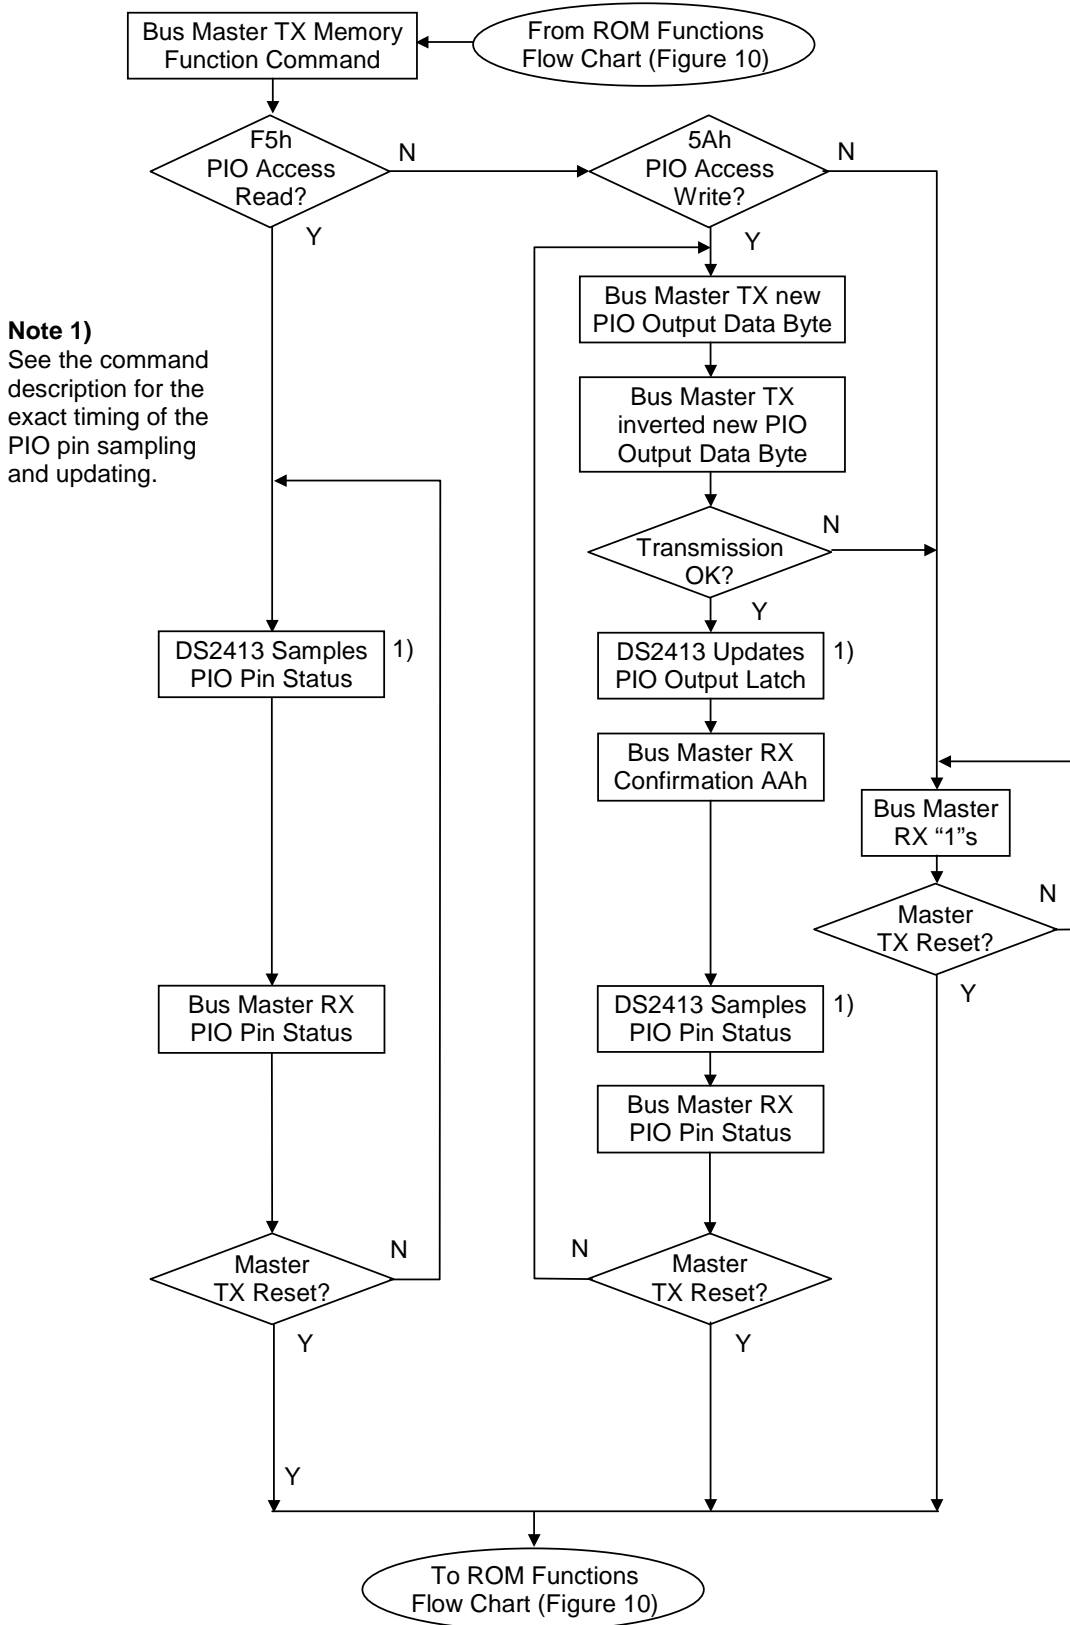 Bus Master TX Memory
Function Command
From ROM Functions
Flow Chart (Figure 10)
F5h
PIO Access
Read?
N
Y
5Ah
PIO Access
Write?
N
Y
Bus Master TX new
PIO Output Data Byte
Note 1)
See the command
description for the
exact timing of the
PIO pin sampling
and updating.
Bus Master TX
inverted new PIO
Output Data Byte
Transmission
OK?
N
Y
DS2413 Samples
PIO Pin Status
1)
DS2413 Updates
PIO Output Latch
1)
Bus Master RX
Confirmation AAh
Bus Master
RX “1”s
Master
TX Reset?
N
Y
Bus Master RX
PIO Pin Status
DS2413 Samples
PIO Pin Status
1)
Bus Master RX
PIO Pin Status
Master
TX Reset?
N
Y
N
Master
TX Reset?
Y
Y
To ROM Functions
Flow Chart (Figure 10)